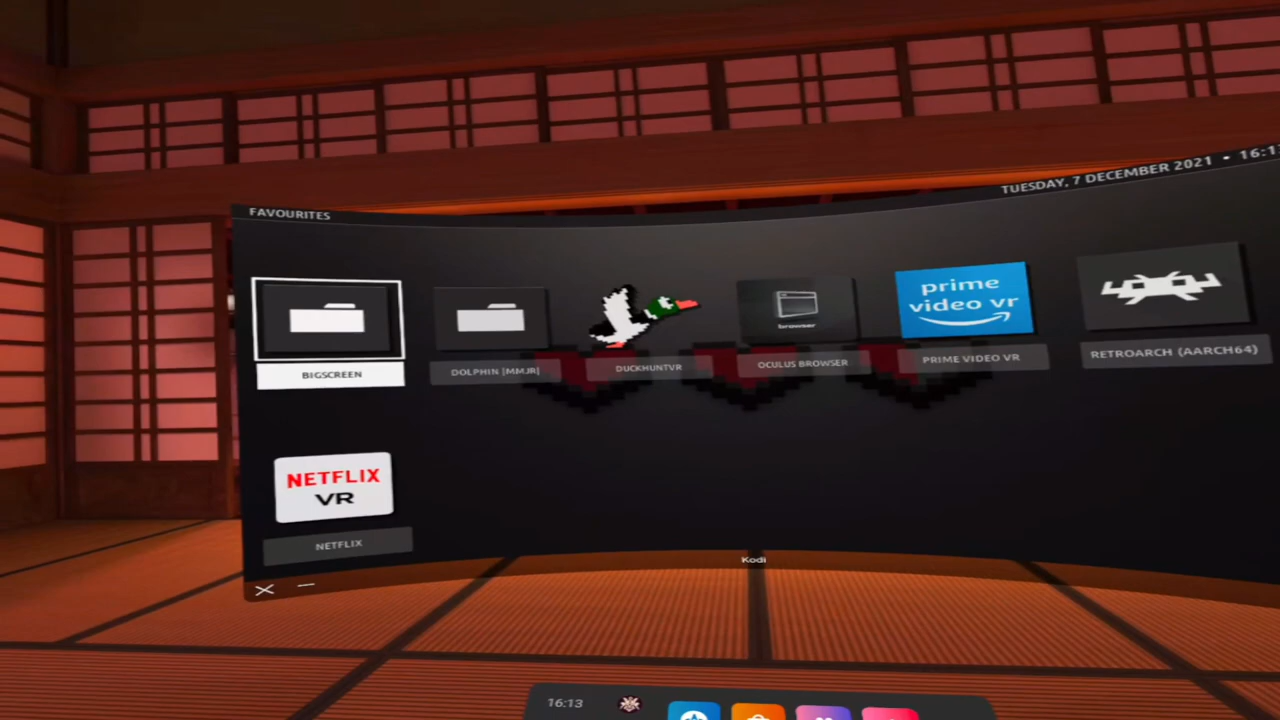 FAVOURITES
TUESDAY, 7 DECEMBER 2021 • 16:1
prime
video vr
browser
BIGSCREEN
DOLPHIN |MMJR|
DUCKHUNTVR
OCULUS BROWSER
PRIME VIDEO VR
RETROARCH (AARCH64)
NETFLIX
VR
NETFLIX
Kodi
16:13